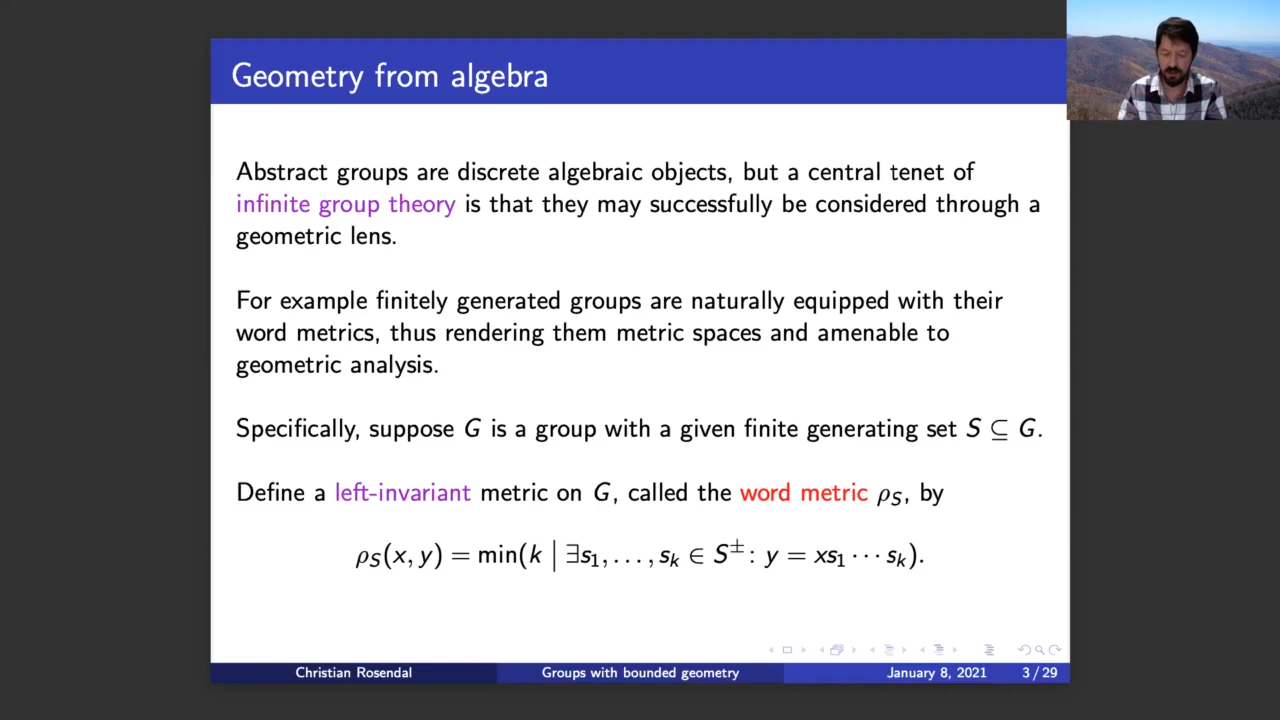 Geometry from algebra
Abstract groups are discrete algebraic objects, but a central tenet of
infinite group theory is that they may successfully be considered through a
geometric lens.
For example finitely generated groups are naturally equipped with their
word metrics, thus rendering them metric spaces and amenable to
geometric analysis.
Specifically, suppose G is a group with a given finite generating set S ⊆ G.
Define a left-invariant metric on G, called the word metric ρ_S, by
ρ_S(x, y) = min(k | ∃s₁, . . . , s_k ∈ S^±: y = xs₁ ··· s_k).
Christian Rosendal Groups with bounded geometry January 8, 2021 3 / 29